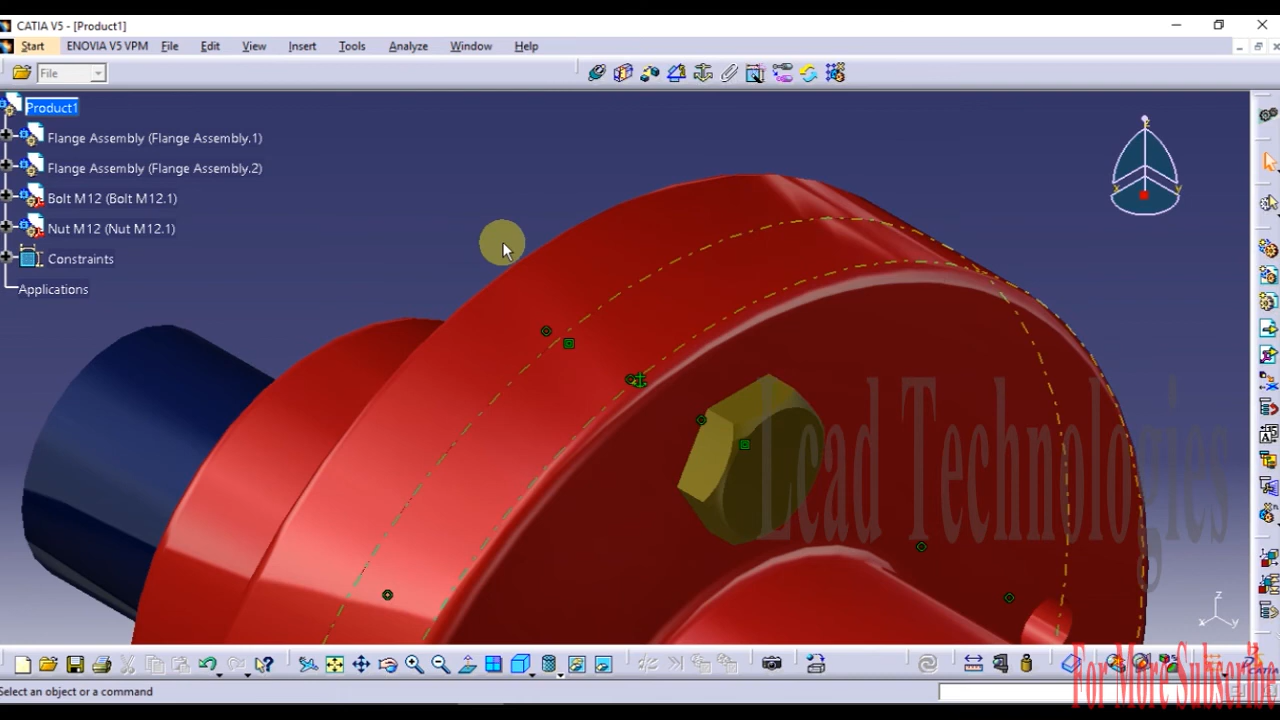 CATIA V5 - [Product1]
Start ENOVIA V5 VPM File Edit View Insert Tools Analyze Window Help
File
Product1
Flange Assembly (Flange Assembly.1)
Flange Assembly (Flange Assembly.2)
Bolt M12 (Bolt M12.1)
Nut M12 (Nut M12.1)
Constraints
Applications
z
Lead Technologies
z
x y
For More Subscribe
Select an object or a command